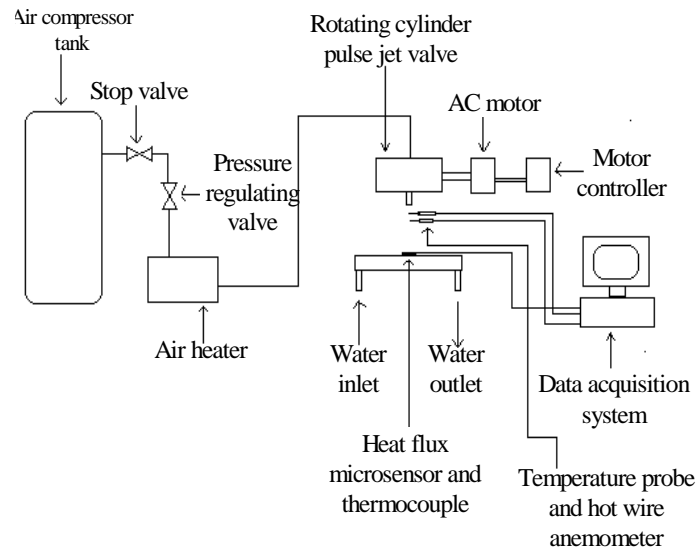 Air compressor
tank
Stop valve
Pressure
regulating
valve
Air heater
Rotating cylinder
pulse jet valve
AC motor
Motor
controller
Water
inlet
Water
outlet
Data acquisition
system
Heat flux
microsensor and
thermocouple
Temperature probe
and hot wire
anemometer